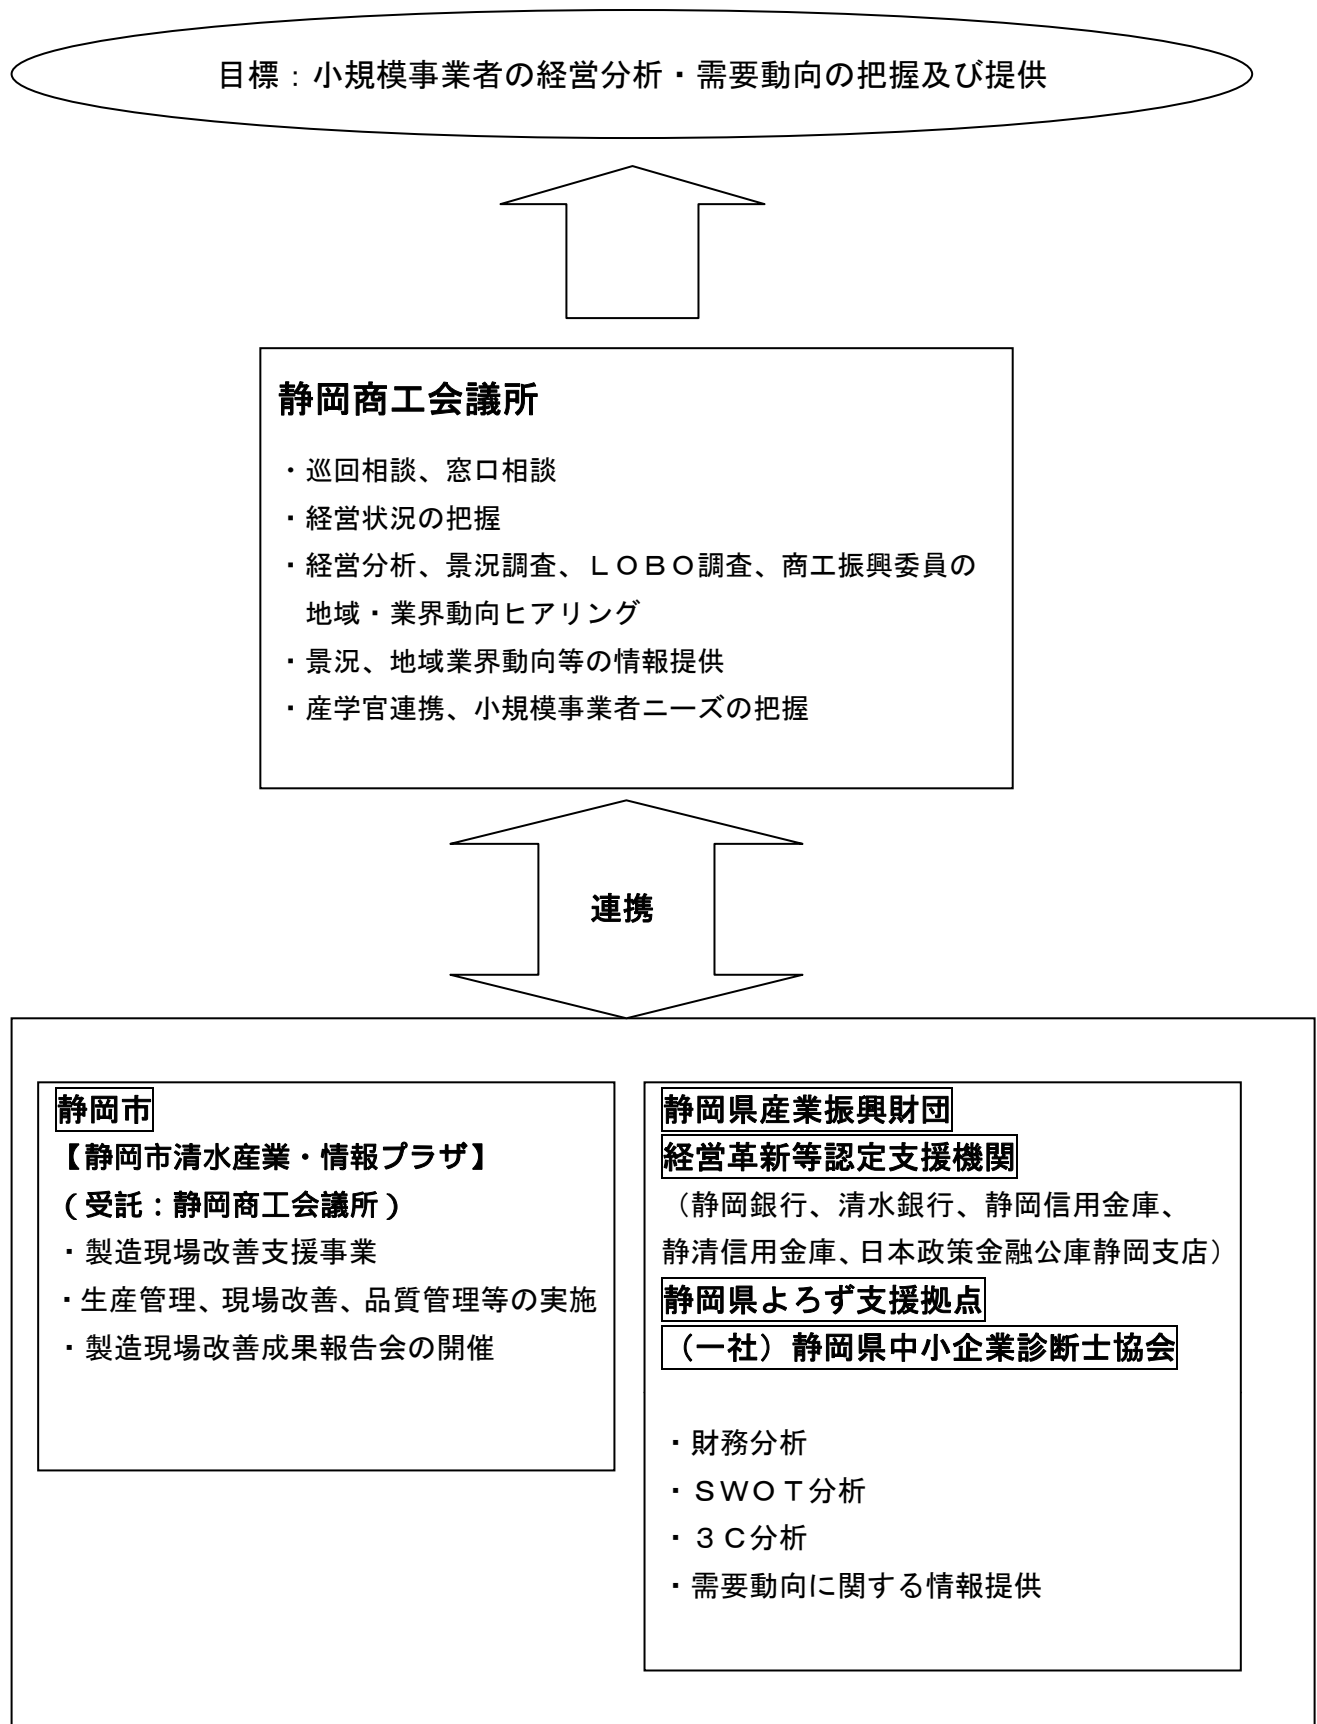 目標：小規模事業者の経営分析・需要動向の把握及び提供
静岡商工会議所
・巡回相談、窓口相談
・経営状況の把握
・経営分析、景況調査、ＬＯＢＯ調査、商工振興委員の
地域・業界動向ヒアリング
・景況、地域業界動向等の情報提供
・産学官連携、小規模事業者ニーズの把握
連携
静岡市
【静岡市清水産業・情報プラザ】
（受託：静岡商工会議所）
・製造現場改善支援事業
・生産管理、現場改善、品質管理等の実施
・製造現場改善成果報告会の開催
静岡県産業振興財団
経営革新等認定支援機関
（静岡銀行、清水銀行、静岡信用金庫、
静清信用金庫、日本政策金融公庫静岡支店）
静岡県よろず支援拠点
（一社）静岡県中小企業診断士協会
・財務分析
・ＳＷＯＴ分析
・３Ｃ分析
・需要動向に関する情報提供